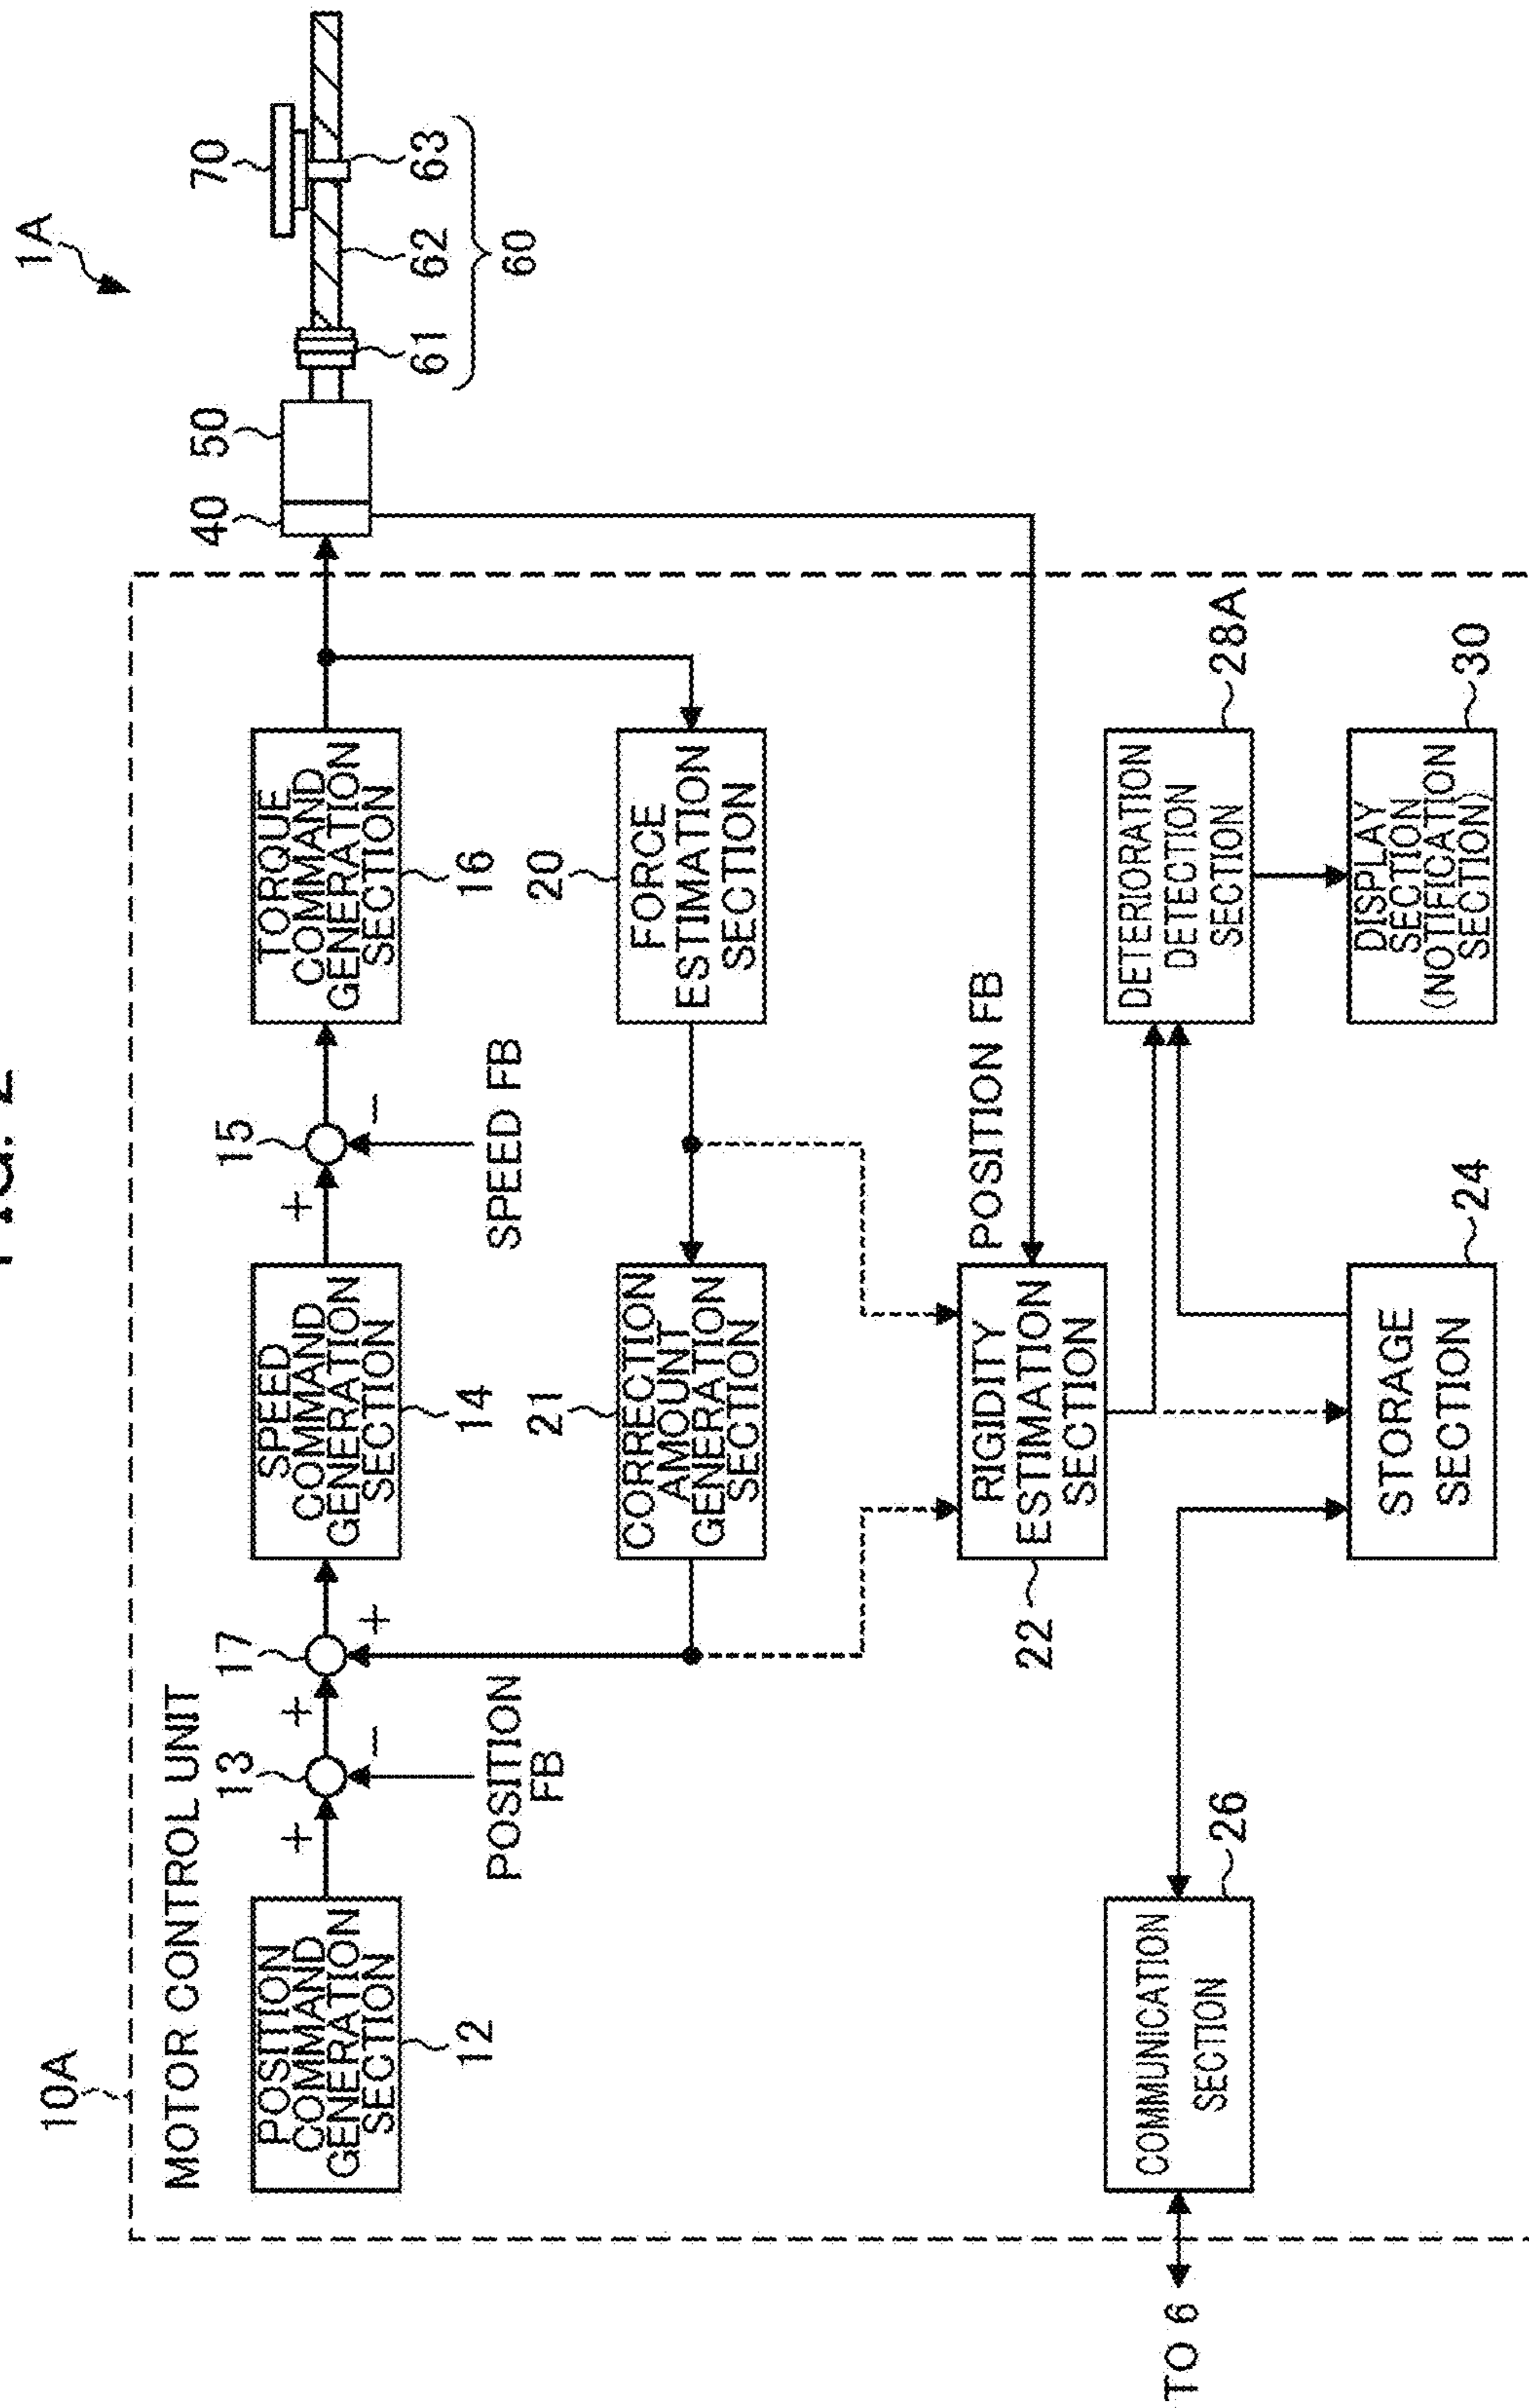 FIG. 2
1A
10A
MOTOR CONTROL UNIT
POSITION
COMMAND
GENERATION
SECTION
12
13
+
−
POSITION
FB
17
+
+
SPEED
COMMAND
GENERATION
SECTION
14
15
+
−
SPEED FB
TORQUE
COMMAND
GENERATION
SECTION
16
40
50
61
62
63
60
70
21
CORRECTION
AMOUNT
GENERATION
SECTION
20
FORCE
ESTIMATION
SECTION
22
RIGIDITY
ESTIMATION
SECTION
POSITION FB
TO 6
COMMUNICATION
SECTION
26
DETERIORATION
DETECTION
SECTION
28A
STORAGE
SECTION
24
DISPLAY
SECTION
(NOTIFICATION
SECTION)
30